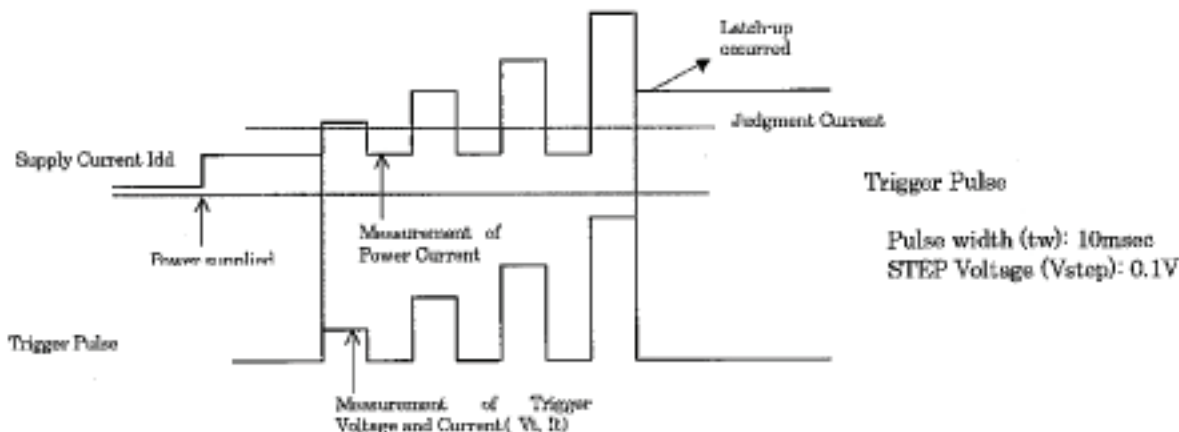 Latch-up
occurred
Judgment Current
Supply Current Idd
Trigger Pulse
Measurement of
Power Current
Power supplied
Pulse width (tw): 10msec
STEP Voltage (Vstep): 0.1V
Trigger Pulse
Measurement of Trigger
Voltage and Current( Vt, It)